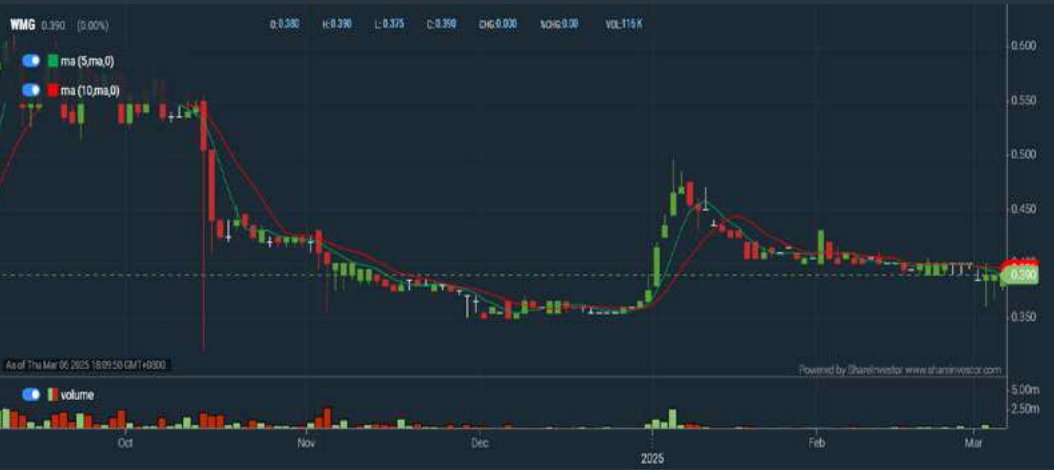 WMG 0.390 (0.00%) O:0.380 H:0.390 L:0.375 C:0.390 CHG:0.000 %CHG:0.00 VOL:116 K
ma (5,ma,0)
ma (10,ma,0)
0.600
0.550
0.500
0.450
0.390
0.350
As of Thu Mar 06 2025 18:09:50 GMT+0800
Powered by ShareInvestor www.shareinvestor.com
volume
5.00m
2.50m
Oct Nov Dec 2025 Feb Mar